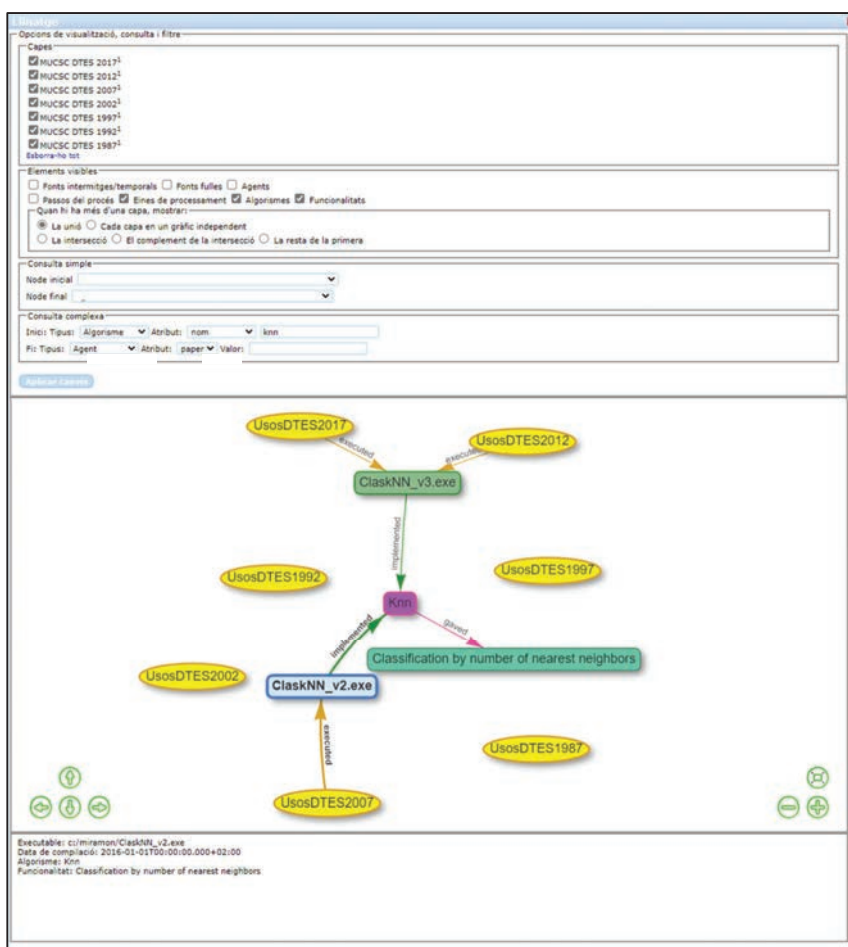 Llinatge
Opcions de visualització, consulta i filtre
Capes
MUCSC DTES 2017¹
MUCSC DTES 2012¹
MUCSC DTES 2007¹
MUCSC DTES 2002¹
MUCSC DTES 1997¹
MUCSC DTES 1992¹
MUCSC DTES 1987¹
Esborra-ho tot
Elements visibles
Fonts intermitges/temporals Fonts fulles Agents
Passos del procés Eines de processament Algorismes Funcionalitats
Quan hi ha més d'una capa, mostrar:
La unió Cada capa en un gràfic independent
La intersecció El complement de la intersecció La resta de la primera
Consulta simple
Node inicial
Node final
Consulta complexa
Inici: Tipus: Algorisme Atribut: nom knn
Fi: Tipus: Agent Atribut: paper Valor:
Aplicar canvis
UsosDTES2017
UsosDTES2012
executed
executed
ClaskNN_v3.exe
implemented
UsosDTES1992
UsosDTES1997
Knn
gaved
implemented
Classification by number of nearest neighbors
UsosDTES2002
ClaskNN_v2.exe
executed
UsosDTES1987
UsosDTES2007
Executable: c:/miramon/ClaskNN_v2.exe
Data de compilació: 2016-01-01T00:00:00.000+02:00
Algorisme: Knn
Funcionalitat: Classification by number of nearest neighbors